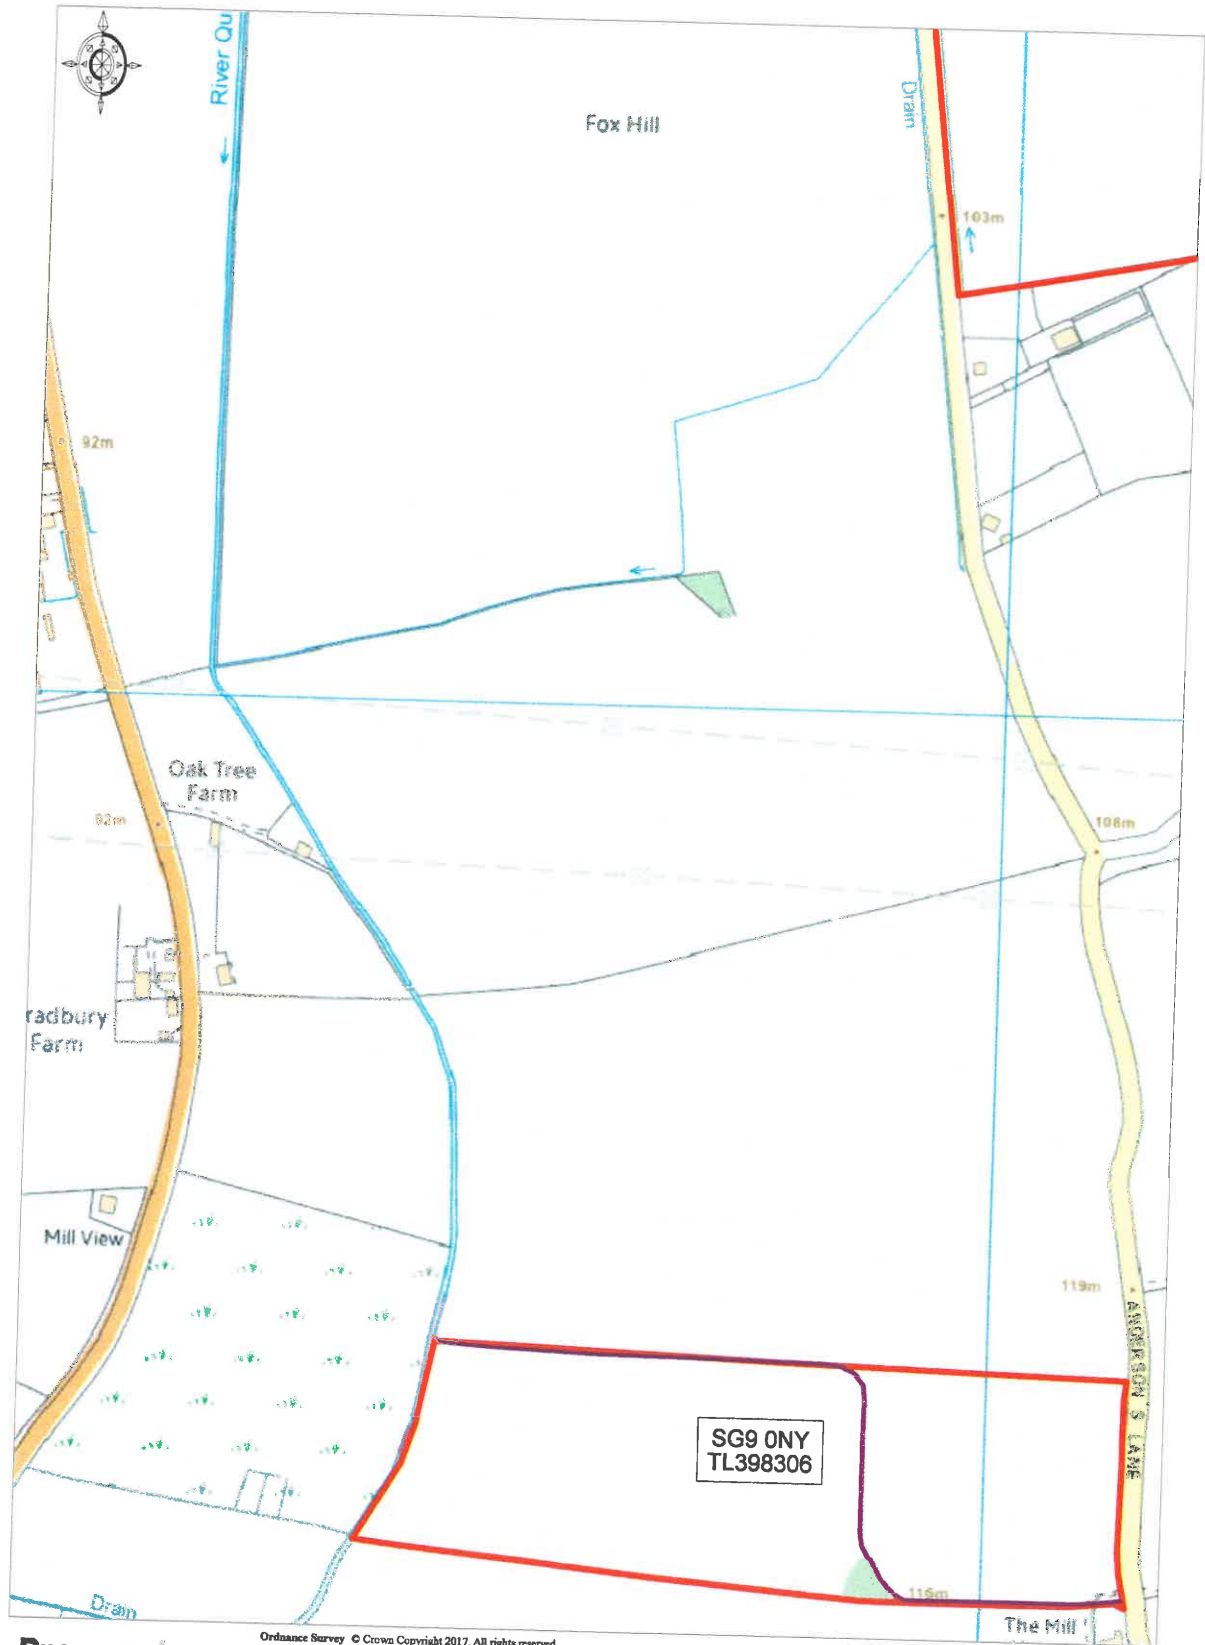 River Qu
Drain
Fox Hill
103m
92m
Oak Tree
Farm
92m
108m
radbury
Farm
Mill View
119m
ANDERSON'S LANE
SG9 0NY
TL398306
116m
The Mill
Drain
Ordnance Survey © Crown Copyright 2017. All rights reserved